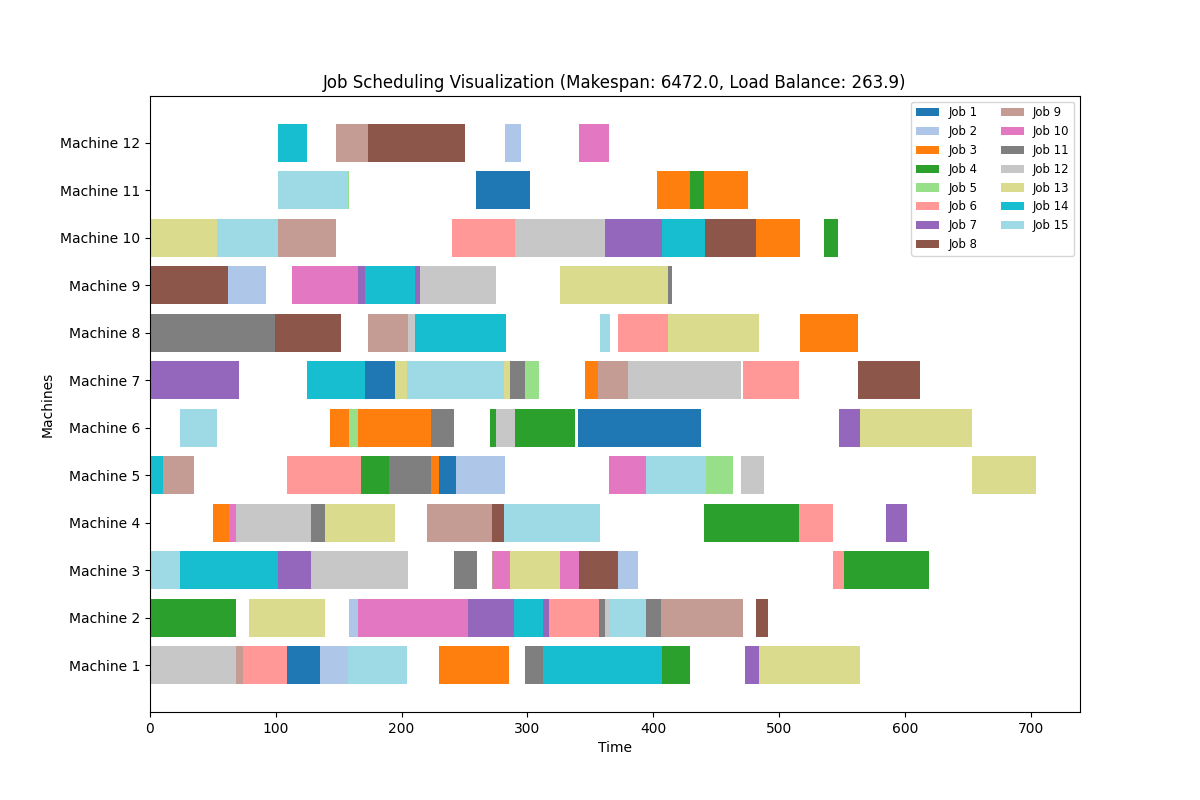 Job Scheduling Visualization (Makespan: 6472.0, Load Balance: 263.9)
Machine 12
Machine 11
Machine 10
Machine 9
Machine 8
Machine 7
Machine 6
Machine 5
Machine 4
Machine 3
Machine 2
Machine 1
Machines
0 100 200 300 400 500 600 700
Time
Job 1
Job 2
Job 3
Job 4
Job 5
Job 6
Job 7
Job 8
Job 9
Job 10
Job 11
Job 12
Job 13
Job 14
Job 15